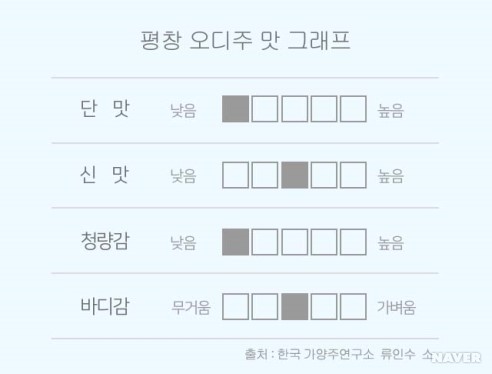 평창 오디주 맛 그래프
단 맛 낮음 높음
신 맛 낮음 높음
청량감 낮음 높음
바디감 무거움 가벼움
출처 : 한국 가양주연구소 류인수 소
NAVER